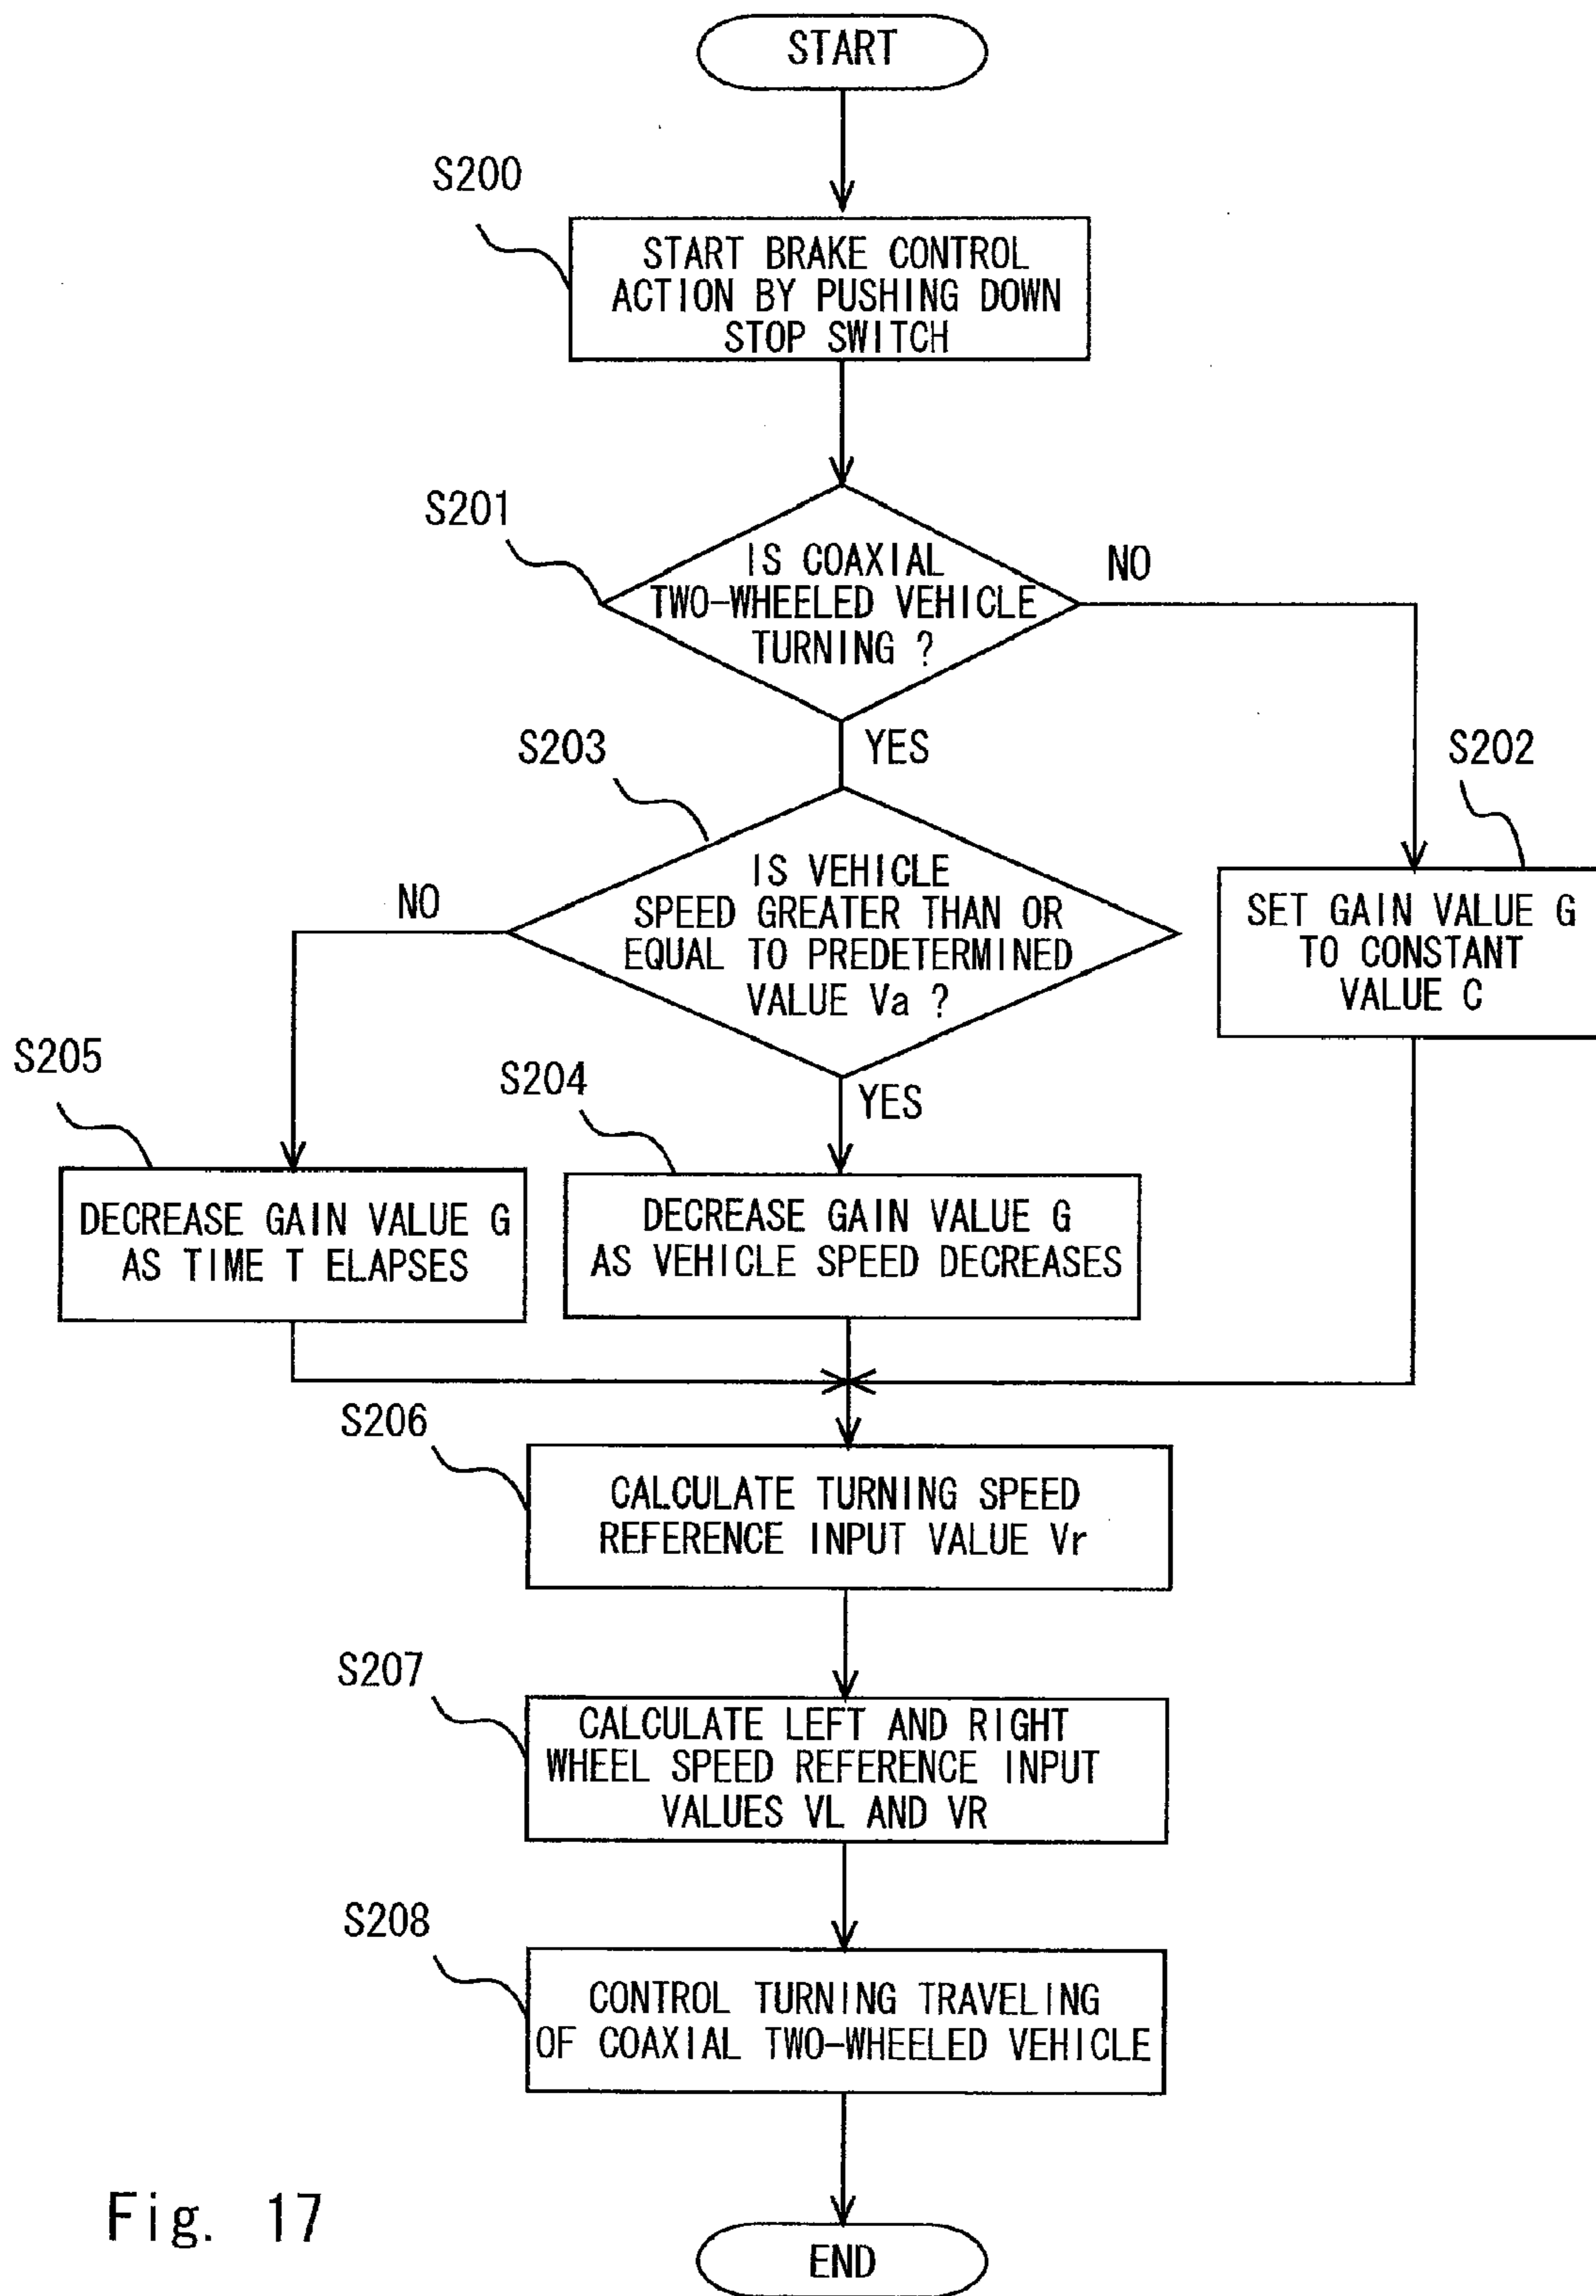 START
S200
START BRAKE CONTROL
ACTION BY PUSHING DOWN
STOP SWITCH
S201
IS COAXIAL
TWO-WHEELED VEHICLE
TURNING ?
NO
YES
S203
S202
IS VEHICLE
SPEED GREATER THAN OR
EQUAL TO PREDETERMINED
VALUE Va ?
NO
SET GAIN VALUE G
TO CONSTANT
VALUE C
S205
S204
YES
DECREASE GAIN VALUE G
AS TIME T ELAPSES
DECREASE GAIN VALUE G
AS VEHICLE SPEED DECREASES
S206
CALCULATE TURNING SPEED
REFERENCE INPUT VALUE Vr
S207
CALCULATE LEFT AND RIGHT
WHEEL SPEED REFERENCE INPUT
VALUES VL AND VR
S208
CONTROL TURNING TRAVELING
OF COAXIAL TWO-WHEELED VEHICLE
Fig. 17
END